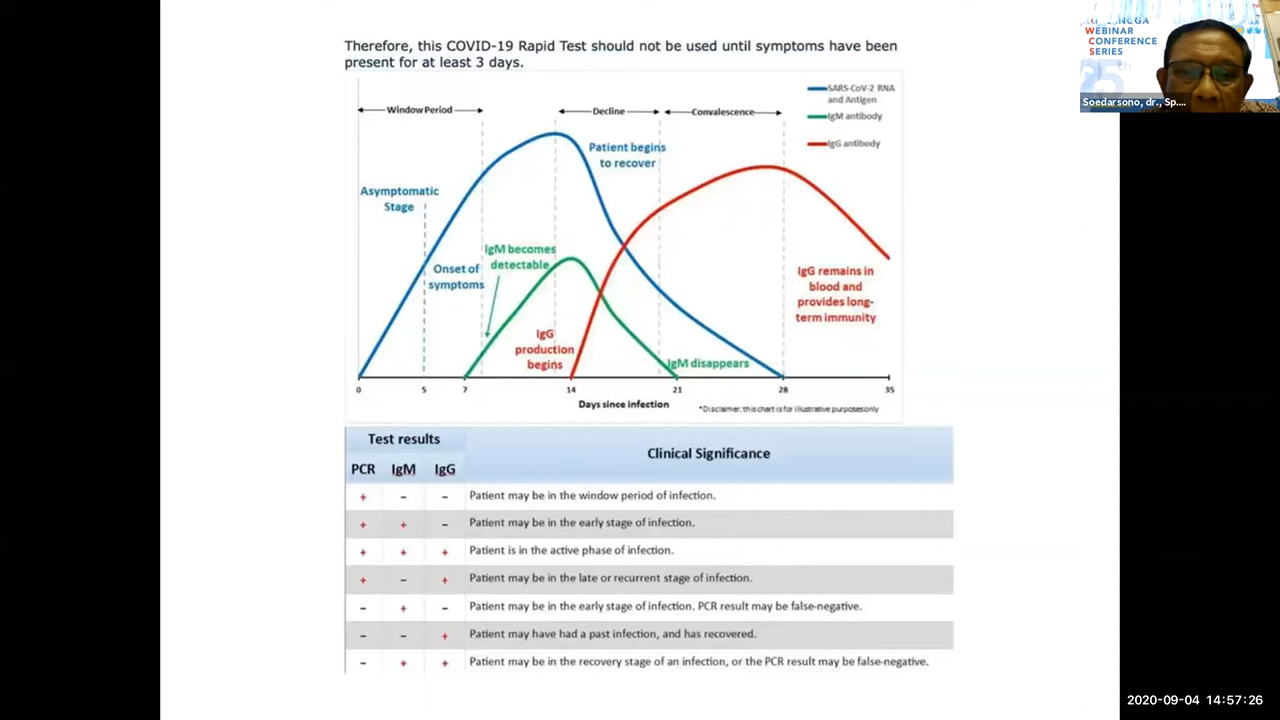 Therefore, this COVID-19 Rapid Test should not be used until symptoms have been
present for at least 3 days.
Window Period
Decline
Convalescence
SARS-CoV-2 RNA
and Antigen
IgM antibody
IgG antibody
Patient begins
to recover
Asymptomatic
Stage
IgM becomes
detectable
Onset of
symptoms
IgG remains in
blood and
provides long-
term immunity
IgG
production
begins
IgM disappears
0 5 7 14 21 28 35
Days since infection
*Disclaimer: this chart is for illustrative purposes only
Test results
Clinical Significance
PCR IgM IgG
+ - - Patient may be in the window period of infection.
+ + - Patient may be in the early stage of infection.
+ + + Patient is in the active phase of infection.
+ - + Patient may be in the late or recurrent stage of infection.
- + - Patient may be in the early stage of infection. PCR result may be false-negative.
- - + Patient may have had a past infection, and has recovered.
- + + Patient may be in the recovery stage of an infection, or the PCR result may be false-negative.
WEBINAR
CONFERENCE
SERIES
25th
Soedarsono, dr., Sp....
2020-09-04 14:57:26